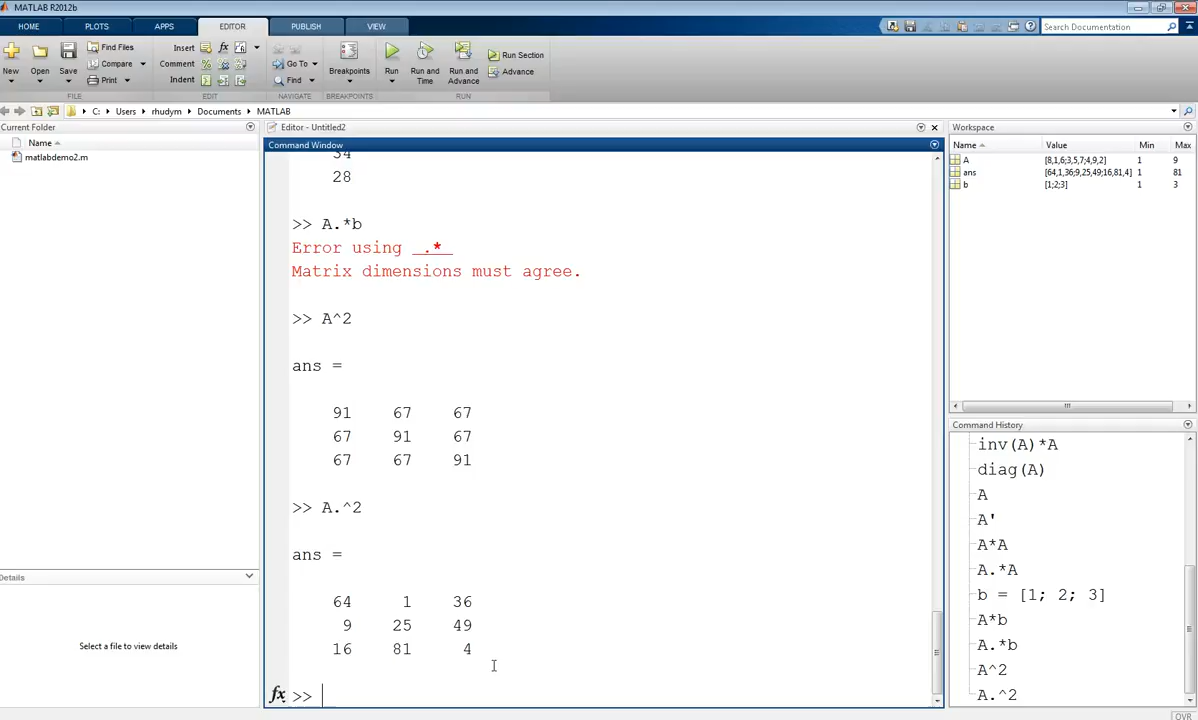 MATLAB R2012b
HOME PLOTS APPS EDITOR PUBLISH VIEW
Search Documentation
New Open Save Find Files Compare Print
Insert Comment Indent
Go To Find
Breakpoints Run Run and Time Run and Advance Run Section Advance
FILE EDIT NAVIGATE BREAKPOINTS RUN
C: Users rhudym Documents MATLAB
Current Folder
Name
matlabdemo2.m
Details
Select a file to view details
Editor - Untitled2
Command Window
34
28
>> A.*b
Error using .*
Matrix dimensions must agree.
>> A^2
ans =
91 67 67
67 91 67
67 67 91
>> A.^2
ans =
64 1 36
9 25 49
16 81 4
fx >>
Workspace
Name Value Min Max
A [8,1,6;3,5,7;4,9,2] 1 9
ans [64,1,36;9,25,49;16,81,4] 1 81
b [1;2;3] 1 3
Command History
inv(A)*A
diag(A)
A
A'
A*A
A.*A
b = [1; 2; 3]
A*b
A.*b
A^2
A.^2
OVR